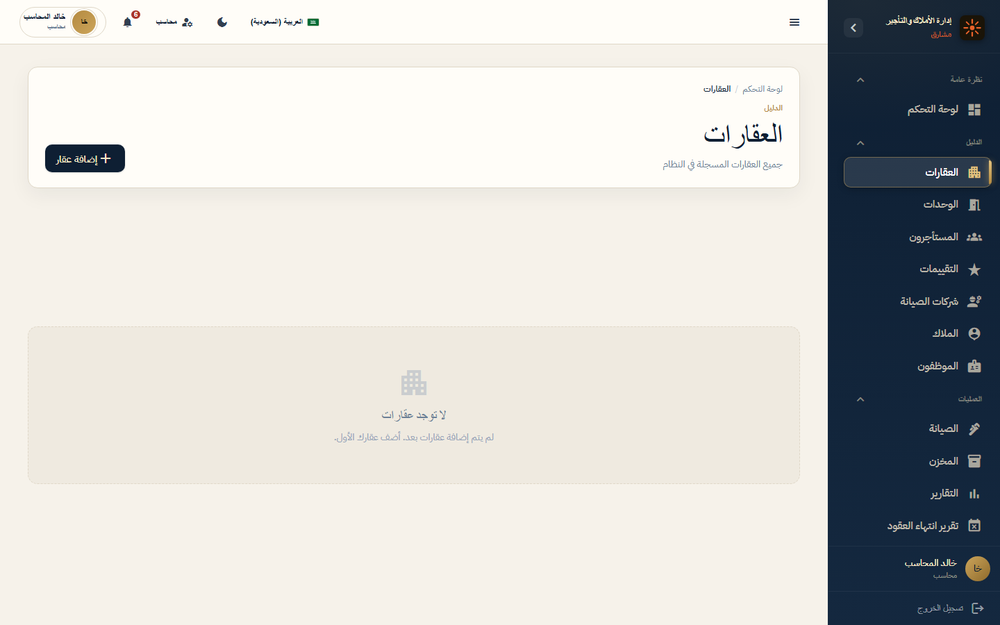 إدارة الأملاك والتأجير
مشارق
نظرة عامة
لوحة التحكم
الدليل
العقارات
الوحدات
المستأجرون
التقييمات
شركات الصيانة
الملاك
الموظفون
العمليات
الصيانة
المخزن
التقارير
تقرير انتهاء العقود
خا
خالد المحاسب
محاسب
تسجيل الخروج
العربية (السعودية)
محاسب
6
خا
خالد المحاسب
محاسب
لوحة التحكم / العقارات
الدليل
العقارات
جميع العقارات المسجلة في النظام
إضافة عقار
لا توجد عقارات
لم يتم إضافة عقارات بعد. أضف عقارك الأول.